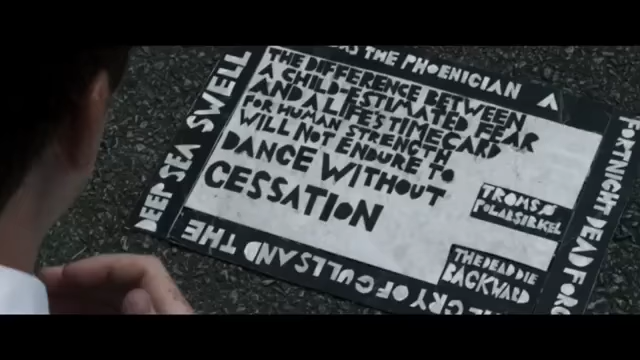 THE PHOENICIAN A
FORTNIGHT DEAD
CRY OF GULLS AND THE
DEEP SEA SWELL
THE DIFFERENCE BETWEEN
A CHILD-ESTIMATED FEAR
AND A LIFE'S TIMECARD
FOR HUMAN STRENGTH
WILL NOT ENDURE TO
DANCE WITHOUT
CESSATION
TROMSØ
POLARSIRKEL
THE DEAD DIE
BACKWARD